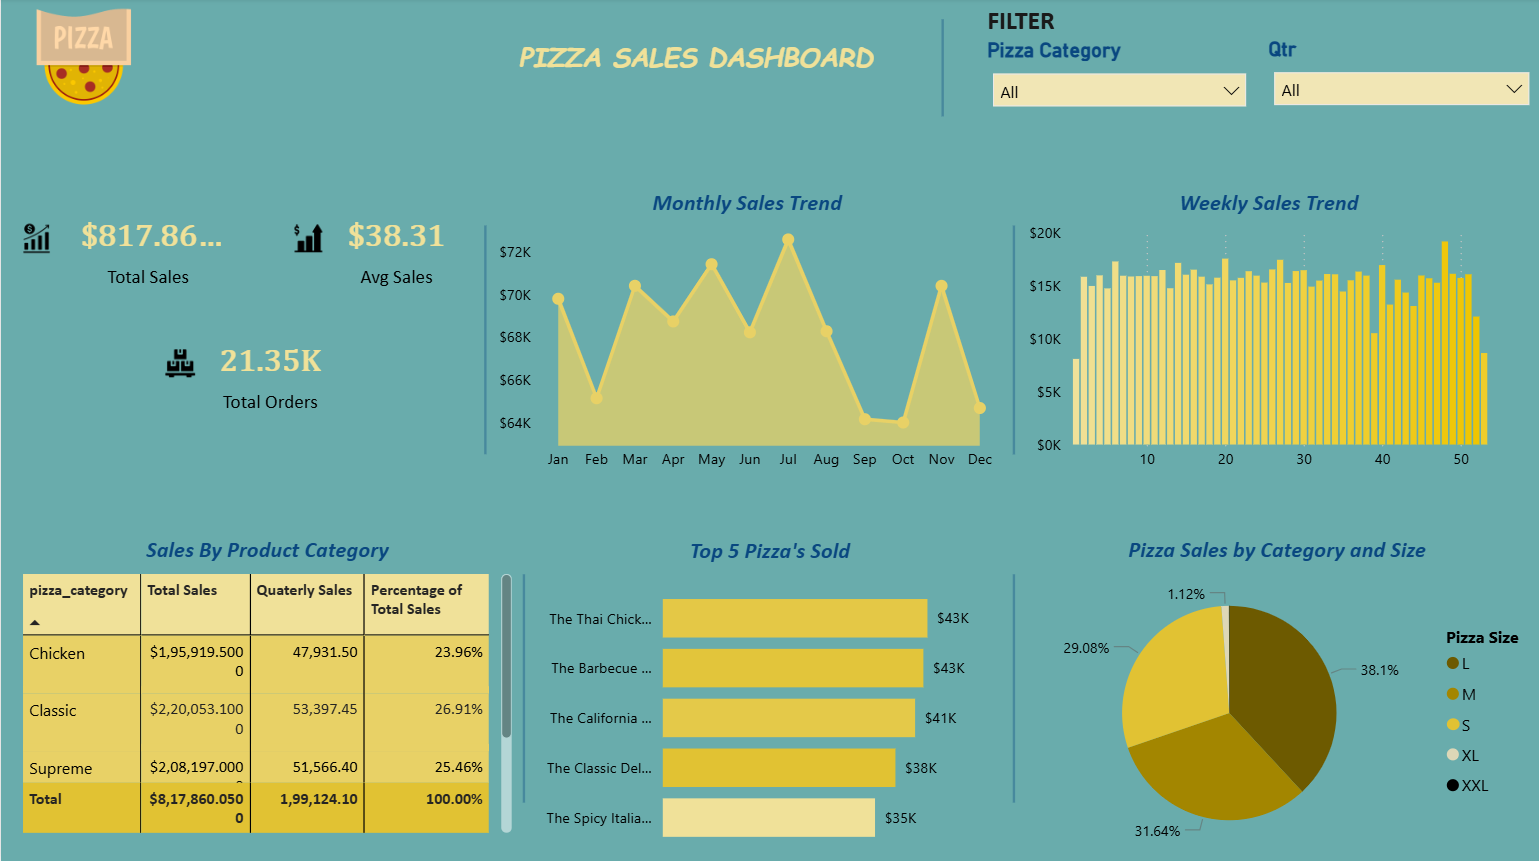 PIZZA
PIZZA SALES DASHBOARD
FILTER
Pizza Category
Qtr
All
All
$817.86...
Total Sales
$38.31
Avg Sales
21.35K
Total Orders
Monthly Sales Trend
$72K
$70K
$68K
$66K
$64K
Jan Feb Mar Apr May Jun Jul Aug Sep Oct Nov Dec
Weekly Sales Trend
$20K
$15K
$10K
$5K
$0K
10 20 30 40 50
Sales By Product Category
pizza_category Total Sales Quaterly Sales Percentage of
Total Sales
Chicken $1,95,919.500 47,931.50 23.96%
0
Classic $2,20,053.100 53,397.45 26.91%
0
Supreme $2,08,197.000 51,566.40 25.46%
Total $8,17,860.050 1,99,124.10 100.00%
0
Top 5 Pizza's Sold
The Thai Chick... $43K
The Barbecue ... $43K
The California ... $41K
The Classic Del... $38K
The Spicy Italia... $35K
Pizza Sales by Category and Size
1.12%
29.08%
38.1%
31.64%
Pizza Size
L
M
S
XL
XXL